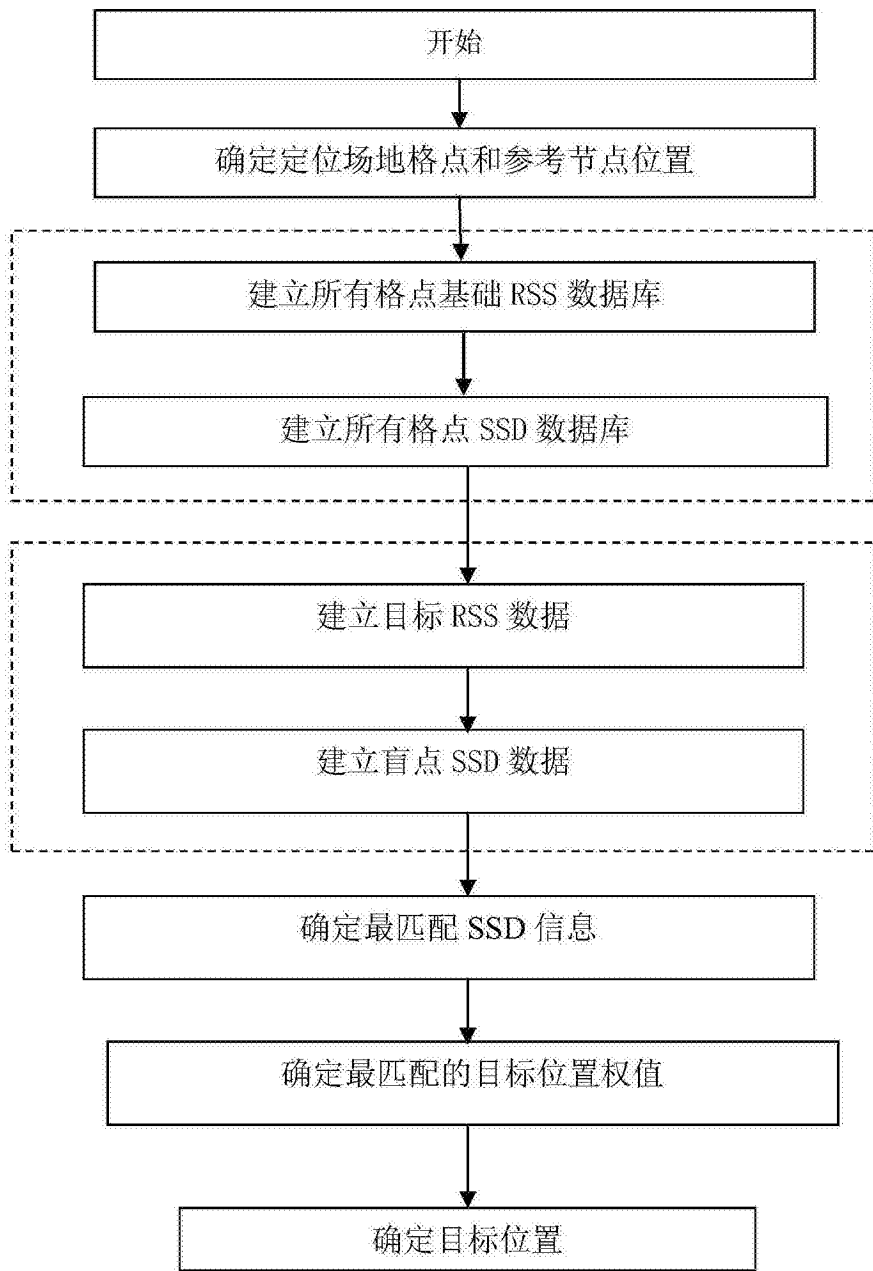 开始
确定定位场地格点和参考节点位置
建立所有格点基础 RSS 数据库
建立所有格点 SSD 数据库
建立目标 RSS 数据
建立盲点 SSD 数据
确定最匹配 SSD 信息
确定最匹配的目标位置权值
确定目标位置